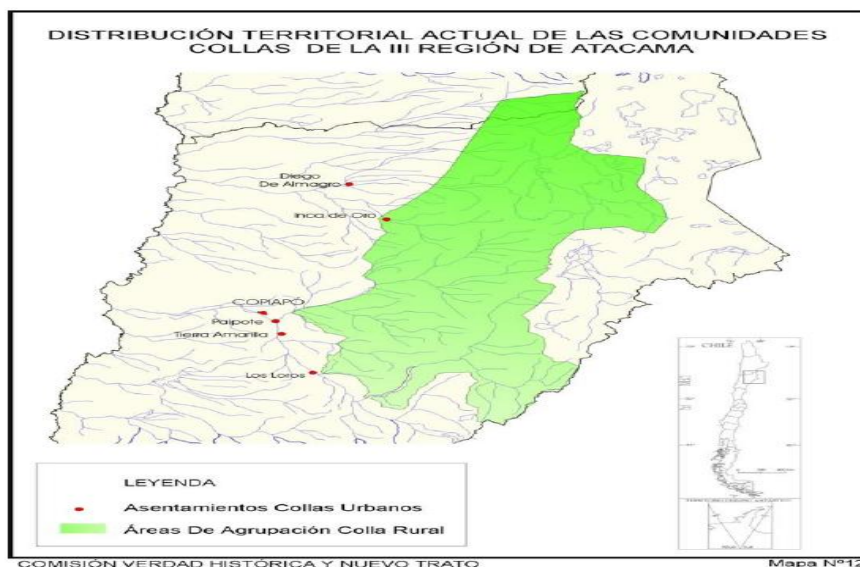 DISTRIBUCIÓN TERRITORIAL ACTUAL DE LAS COMUNIDADES
COLLAS DE LA III REGIÓN DE ATACAMA
Diego
De Almagro
Inca de Oro
COPIAPÓ
Paipote
Tierra Amarilla
Los Loros
CHILE
LEYENDA
Asentamientos Collas Urbanos
Áreas De Agrupación Colla Rural
COMISIÓN VERDAD HISTÓRICA Y NUEVO TRATO
Mapa Nº12